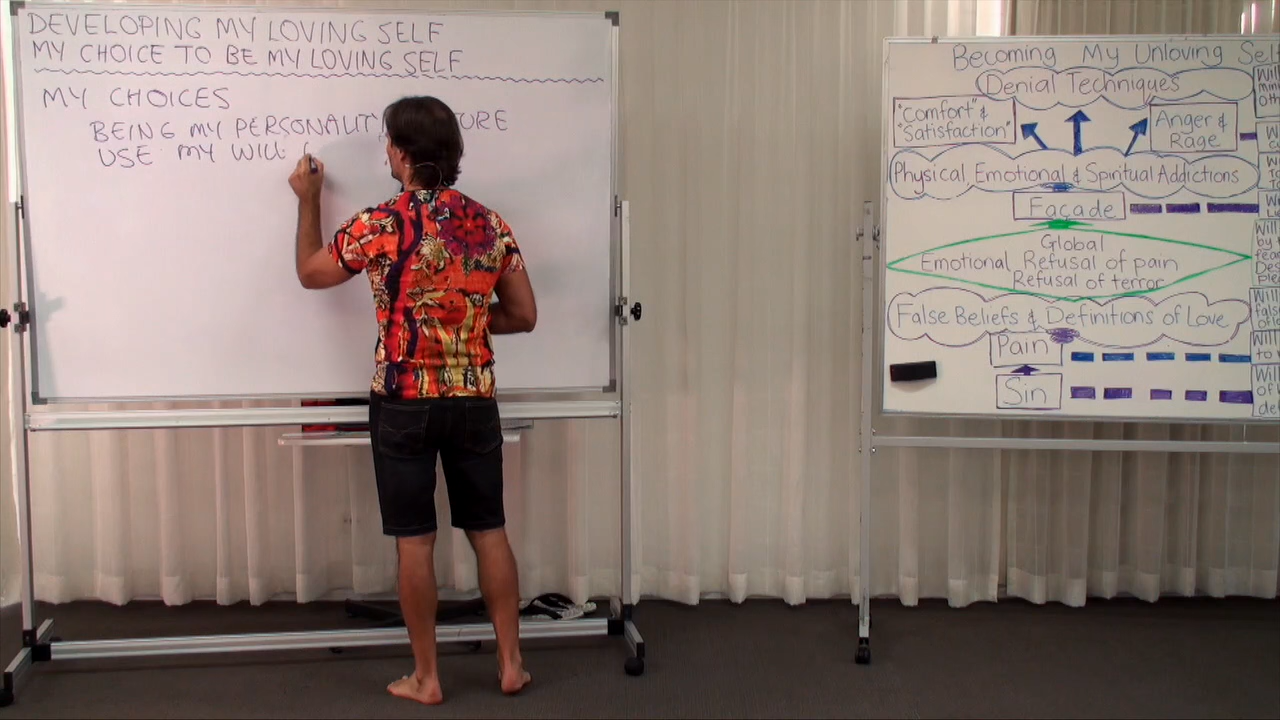 DEVELOPING MY LOVING SELF
MY CHOICE TO BE MY LOVING SELF
MY CHOICES
BEING MY PERSONALITY
USE MY WILL
Becoming My Unloving Self
Denial Techniques
"Comfort" &
"Satisfaction"
Anger &
Rage
Physical, Emotional & Spiritual Addictions
Façade
Global
Emotional Refusal of pain
Refusal of terror
False Beliefs & Definitions of Love
Pain
Sin